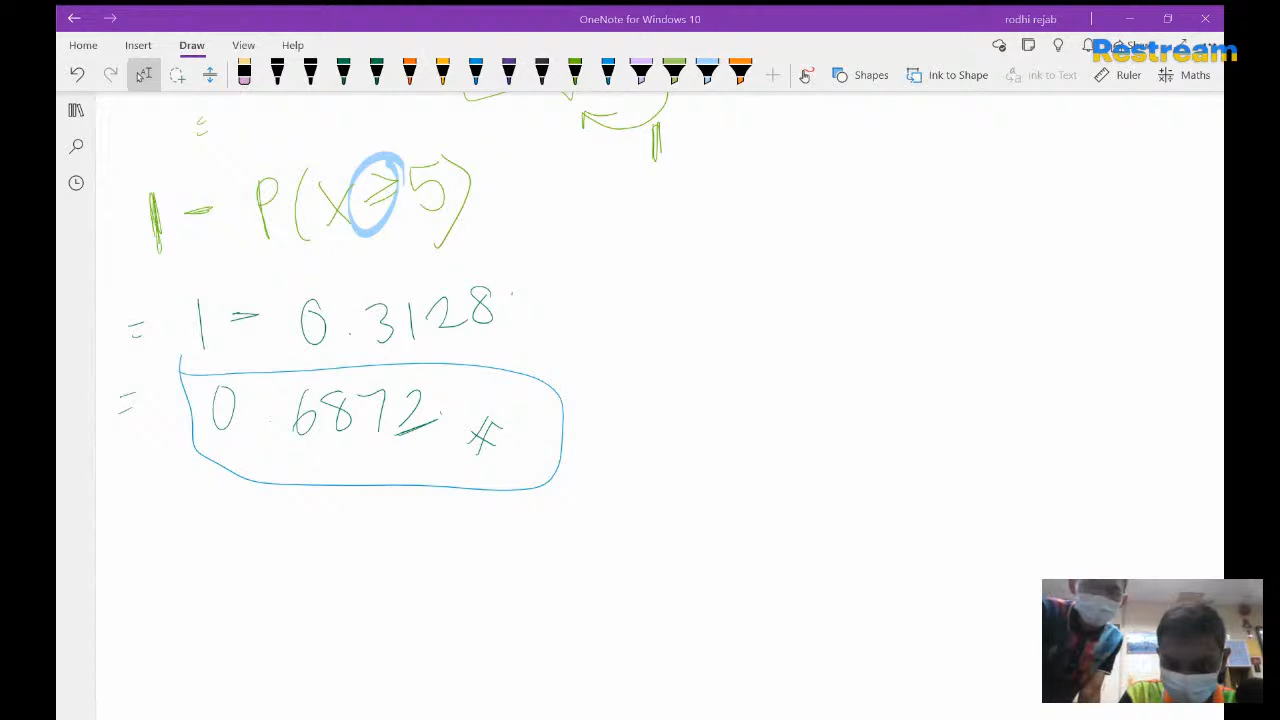 OneNote for Windows 10
rodhi rejab
Home Insert Draw View Help
Restream
Shapes Ink to Shape Ink to Text Ruler Maths
=
1 - P(X ≥ 5)
= 1 - 0.3128
= 0.6872